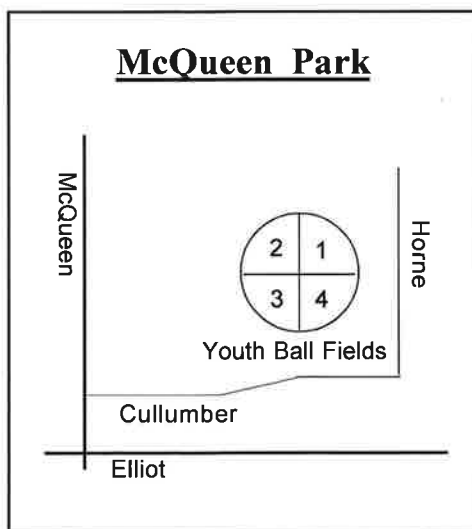 McQueen Park
McQueen
Horne
2 1
3 4
Youth Ball Fields
Cullumber
Elliot